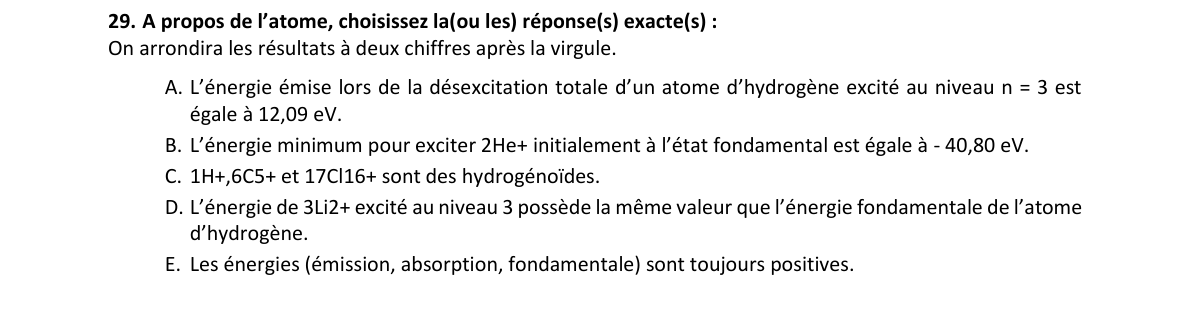 29. A propos de l’atome, choisissez la(ou les) réponse(s) exacte(s) :
On arrondira les résultats à deux chiffres après la virgule.
A. L’énergie émise lors de la désexcitation totale d’un atome d’hydrogène excité au niveau n = 3 est
égale à 12,09 eV.
B. L’énergie minimum pour exciter 2He+ initialement à l’état fondamental est égale à - 40,80 eV.
C. 1H+,6C5+ et 17Cl16+ sont des hydrogénoïdes.
D. L’énergie de 3Li2+ excité au niveau 3 possède la même valeur que l’énergie fondamentale de l’atome
d’hydrogène.
E. Les énergies (émission, absorption, fondamentale) sont toujours positives.